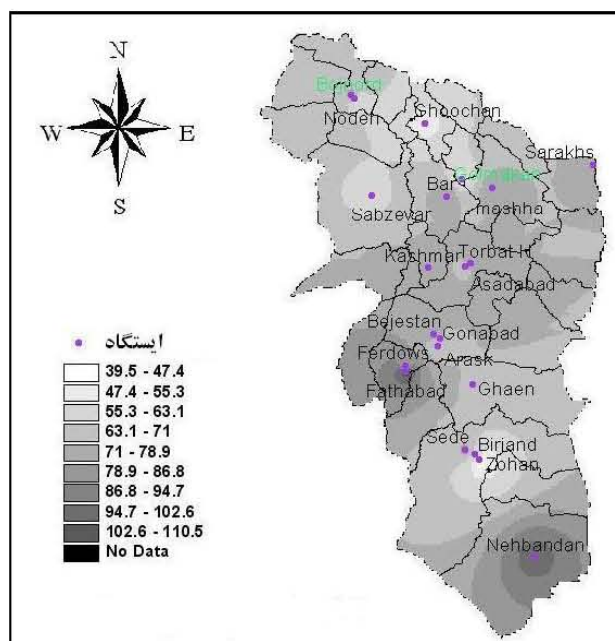 N
W E
S
Bojnord
Noden
Ghoochan
Sarakhs
Golmakan
Bar
mashha
Sabzevar
Kashmar
Torbat H
Asadabad
Bejestan
Gonabad
Ferdows
Arask
Fathabad
Ghaen
Sede
Birjand
Zohan
Nehbandan
ایستگاه
39.5 - 47.4
47.4 - 55.3
55.3 - 63.1
63.1 - 71
71 - 78.9
78.9 - 86.8
86.8 - 94.7
94.7 - 102.6
102.6 - 110.5
No Data